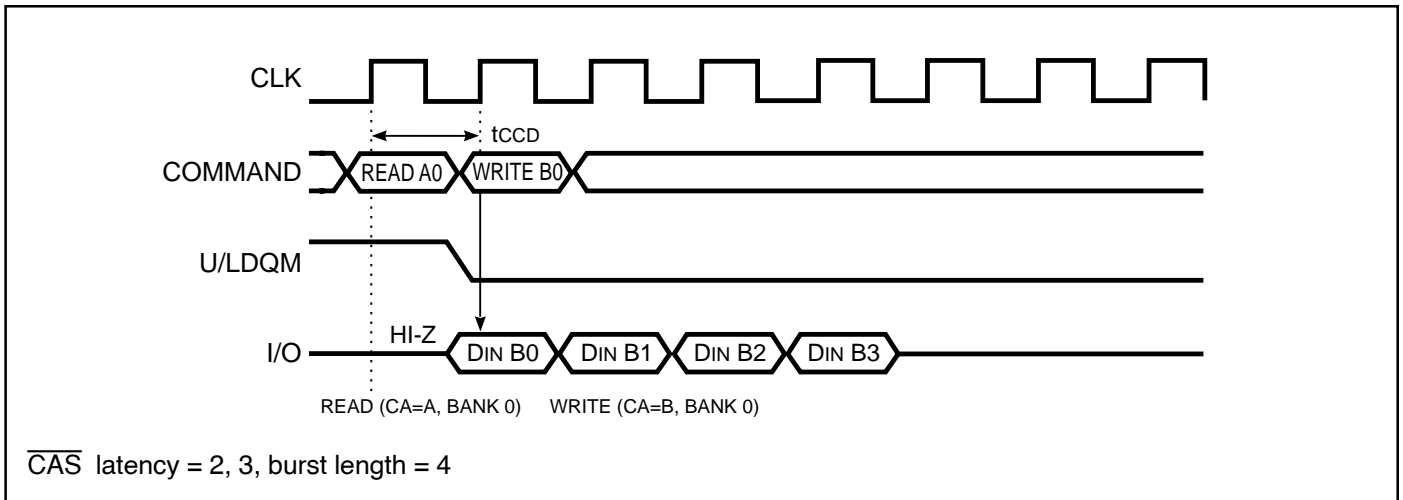 CLK
tCCD
COMMAND READ A0 WRITE B0
U/LDQM
HI-Z
I/O DIN B0 DIN B1 DIN B2 DIN B3
READ (CA=A, BANK 0) WRITE (CA=B, BANK 0)
CAS latency = 2, 3, burst length = 4